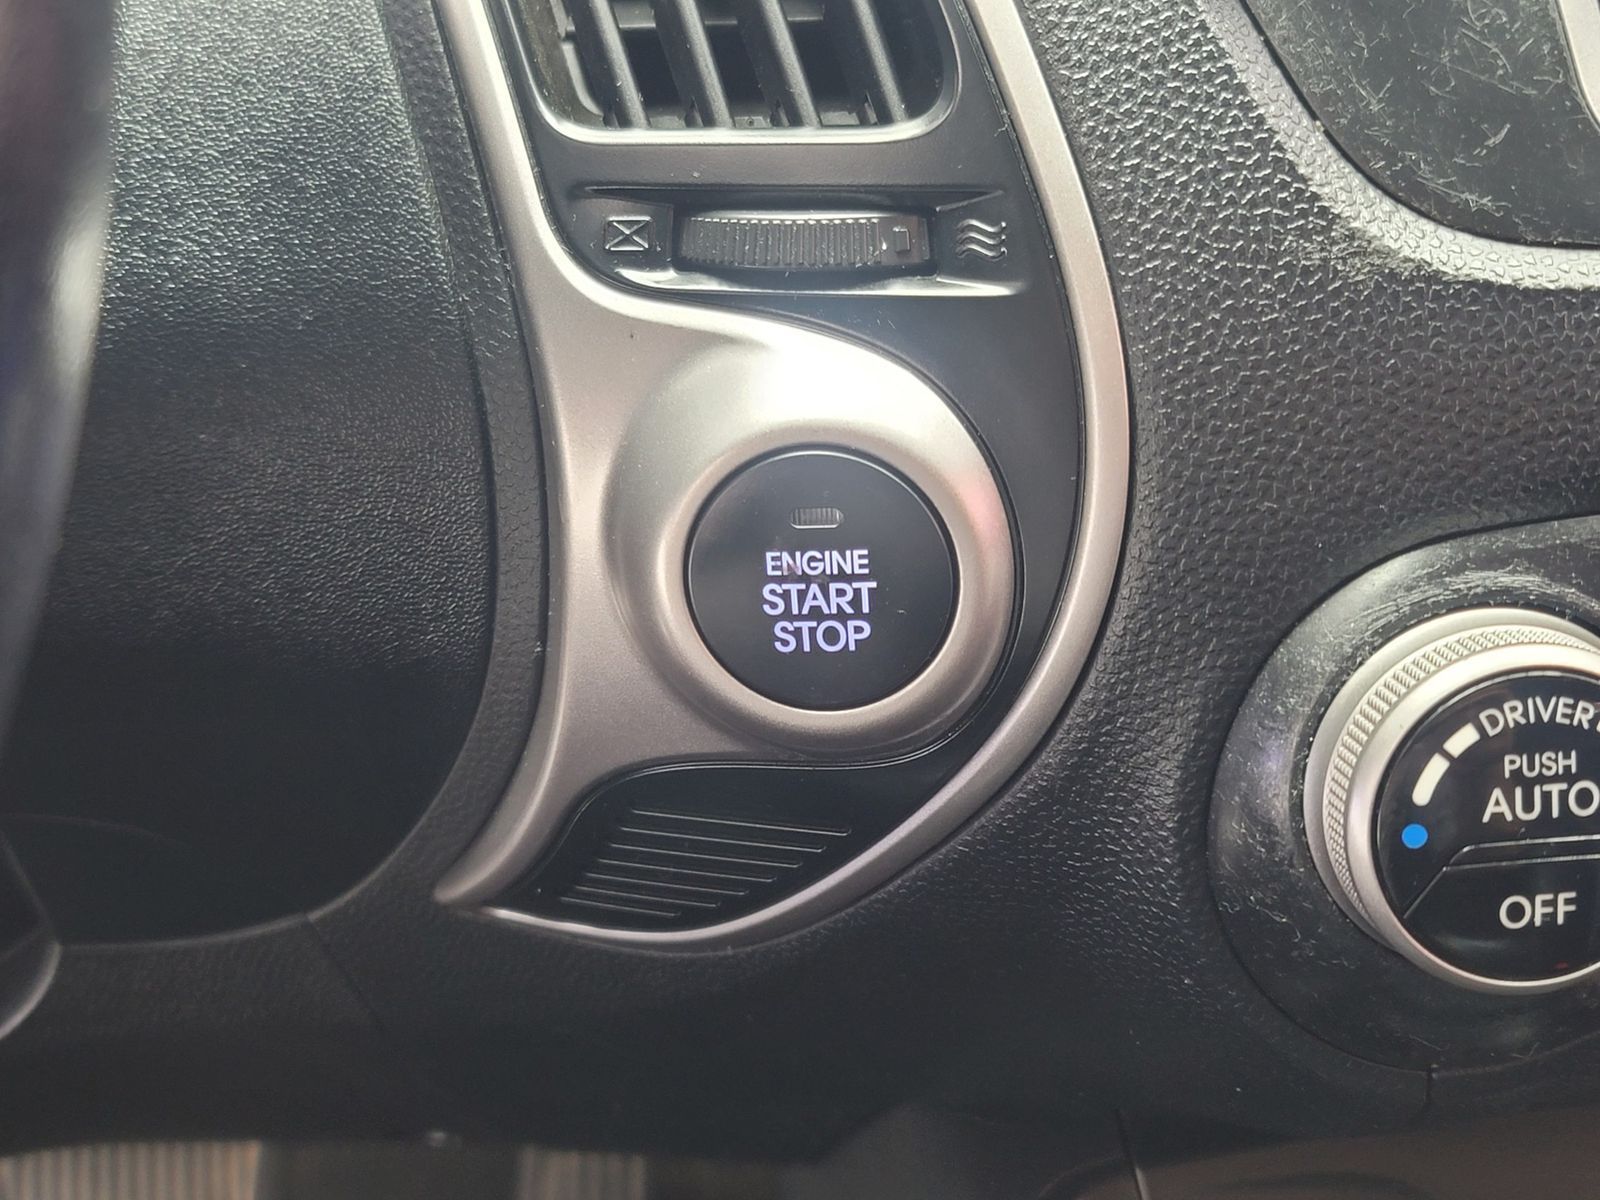 ENGINE
START
STOP
DRIVER
PUSH
AUTO
OFF